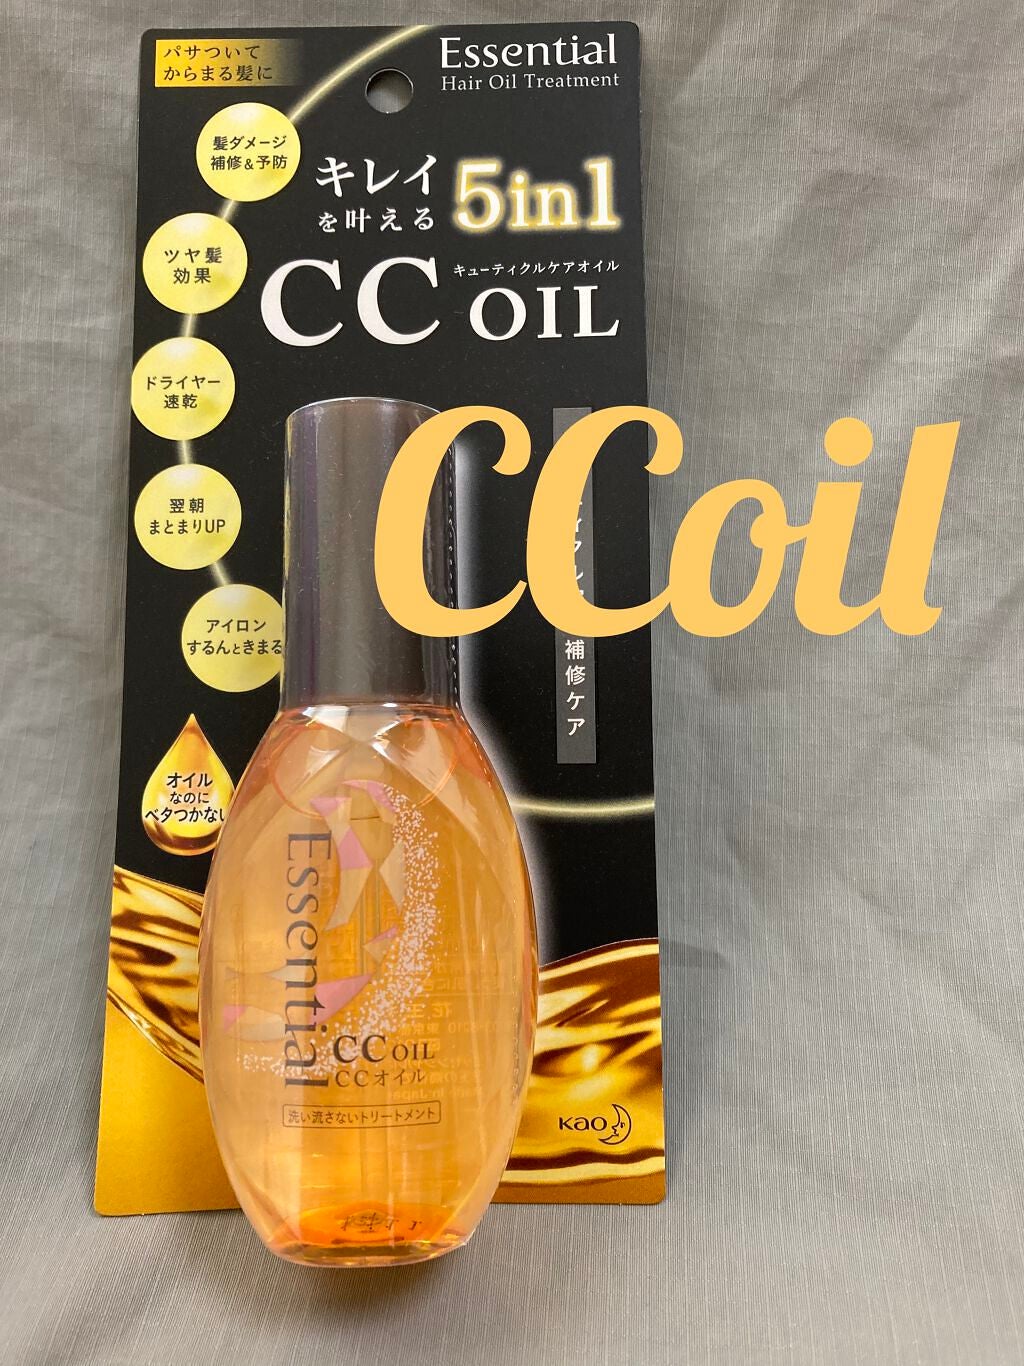 パサついて
からまる髪に
Essential
Hair Oil Treatment
髪ダメージ
補修&予防
キレイ
を叶える
5in1
ツヤ髪
効果
キューティクルケアオイル
CC OIL
ドライヤー
速乾
翌朝
まとまりUP
アイロン
するんときまる
CCoil
補修ケア
オイル
なのに
ベタつかない
Essential
CC OIL
CCオイル
洗い流さないトリートメント
Kao